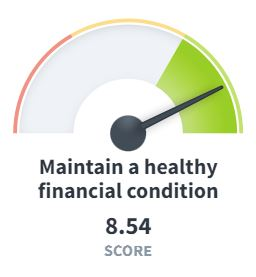 Maintain a healthy
financial condition
8.54
SCORE